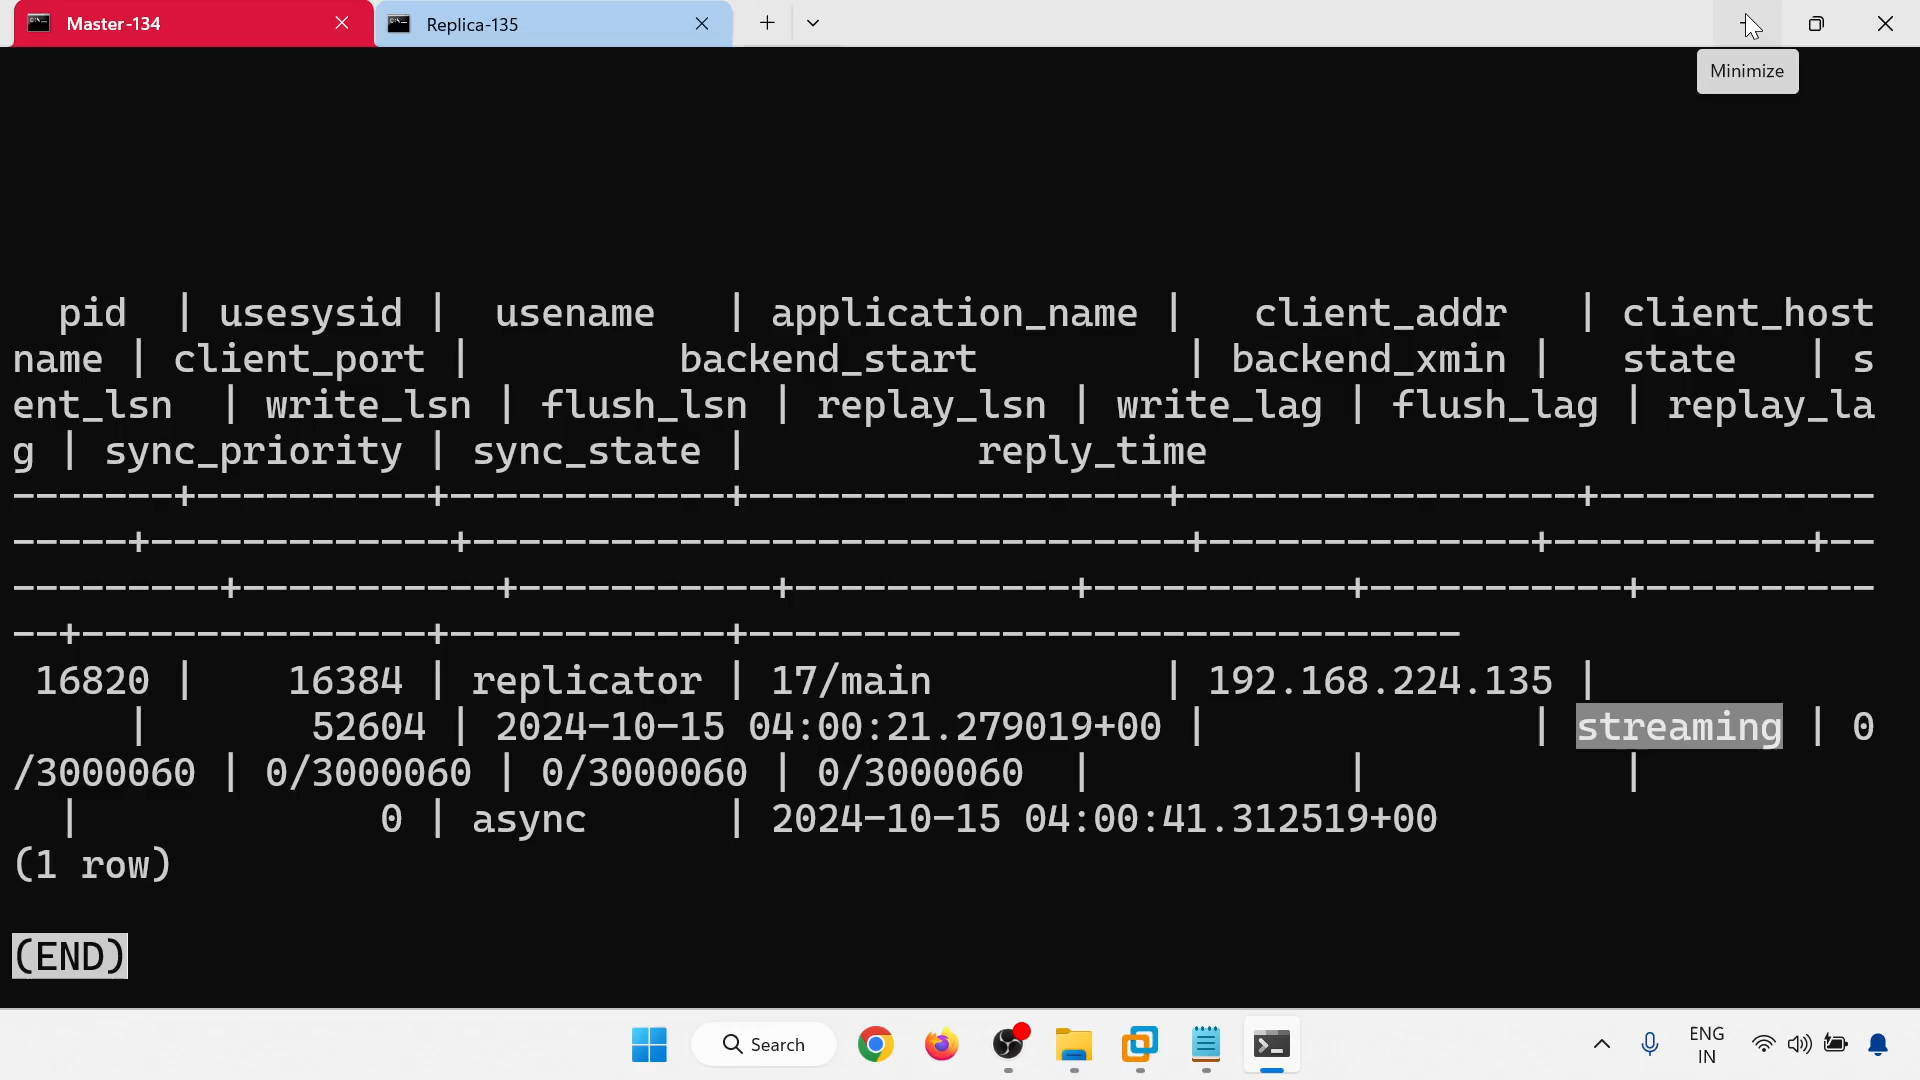 Master-134
Replica-135
Minimize
pid | usesysid | usename | application_name | client_addr | client_host
name | client_port | backend_start | backend_xmin | state | s
ent_lsn | write_lsn | flush_lsn | replay_lsn | write_lag | flush_lag | replay_la
g | sync_priority | sync_state | reply_time
-------+----------+------------+------------------+-----------------+------------
-----+-------------+-------------------------------+--------------+-----------+--
---------+-----------+-----------+------------+-----------+-----------+----------
--+---------------+------------+-------------------------------
16820 | 16384 | replicator | 17/main | 192.168.224.135 |
| 52604 | 2024-10-15 04:00:21.279019+00 | | streaming | 0
/3000060 | 0/3000060 | 0/3000060 | 0/3000060 | | |
| 0 | async | 2024-10-15 04:00:41.312519+00
(1 row)
(END)
Search
ENG
IN